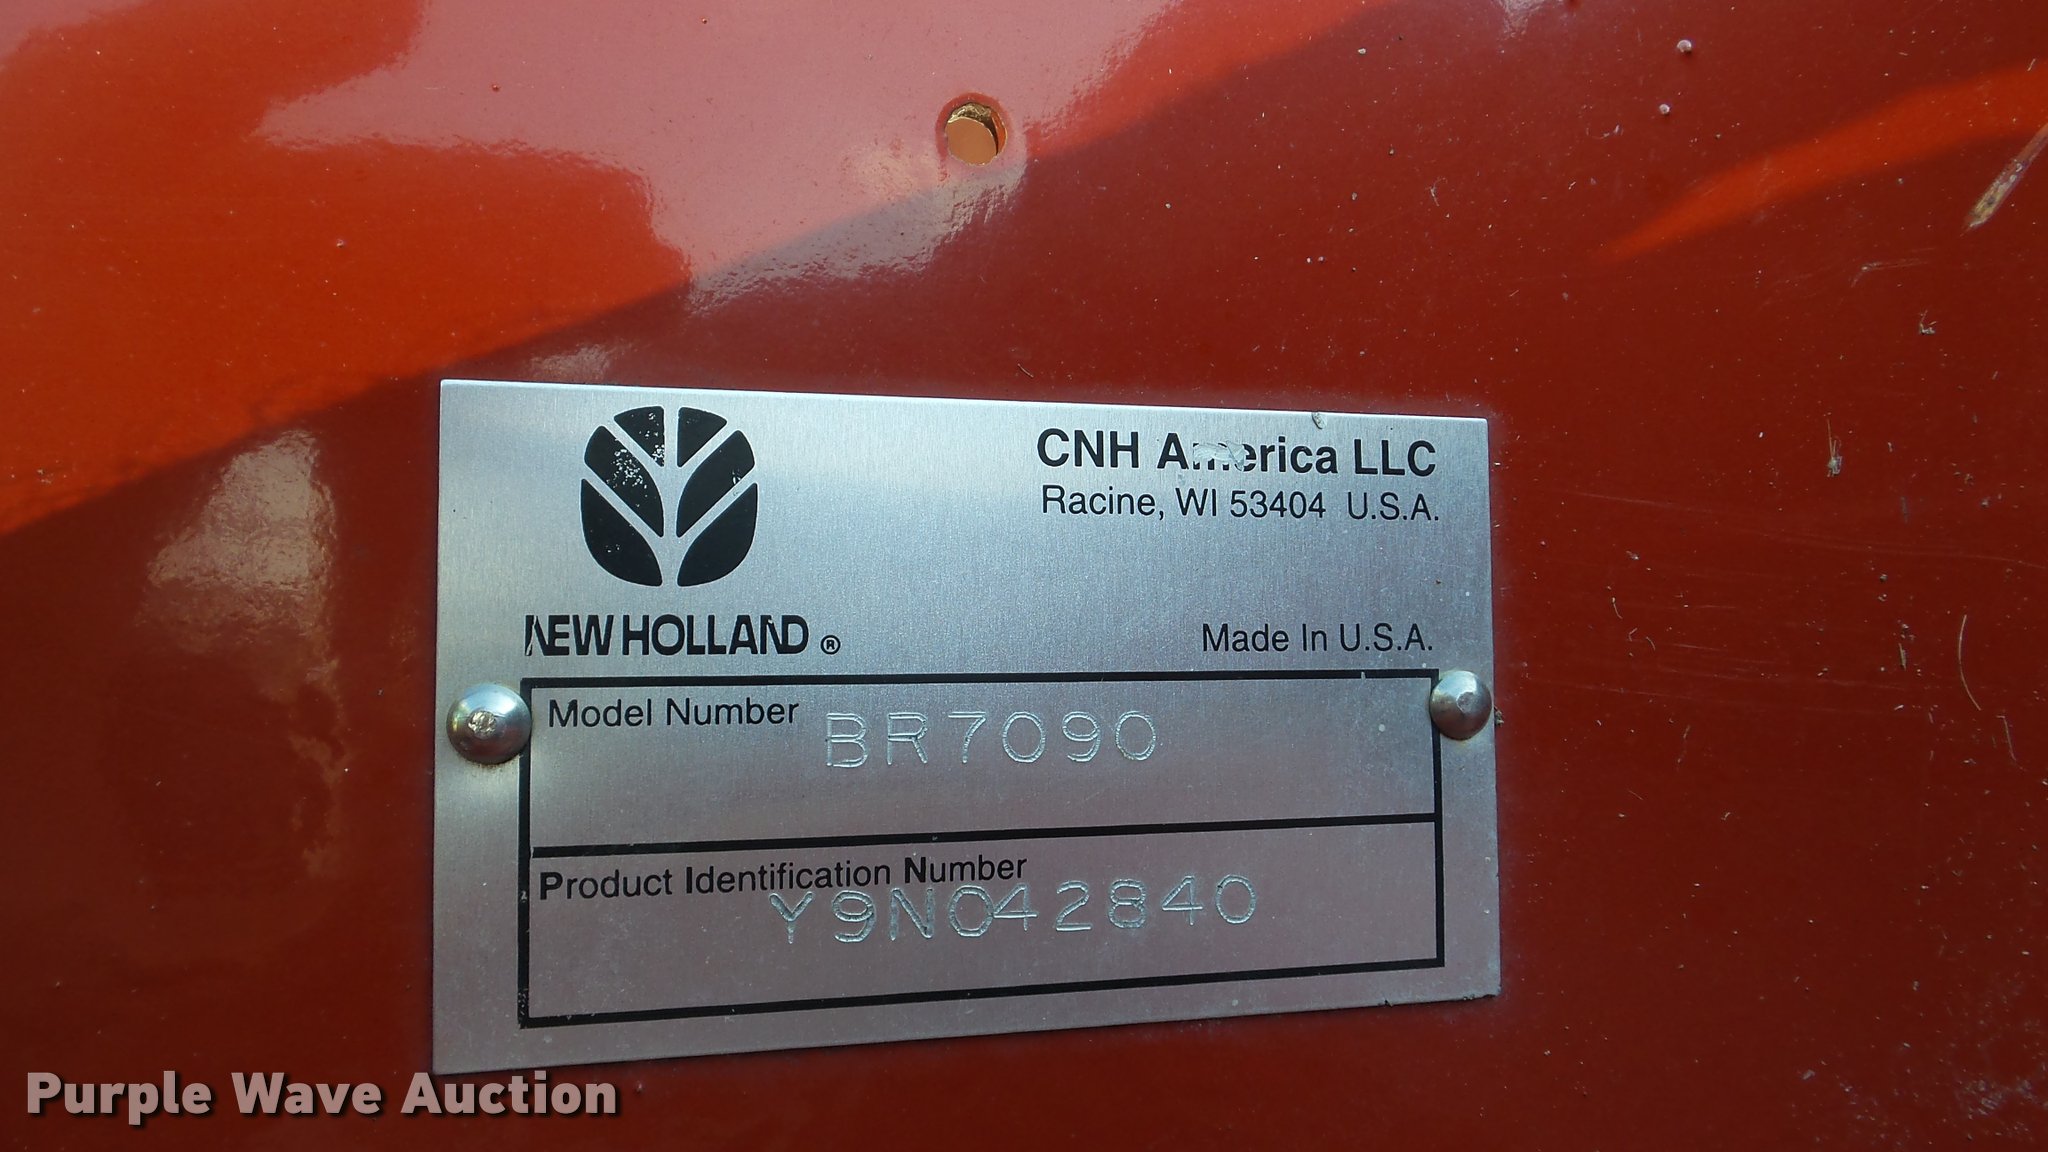 CNH America LLC
Racine, WI 53404 U.S.A.
NEW HOLLAND ®
Made In U.S.A.
Model Number BR7090
Product Identification Number
Y9N042840
Purple Wave Auction